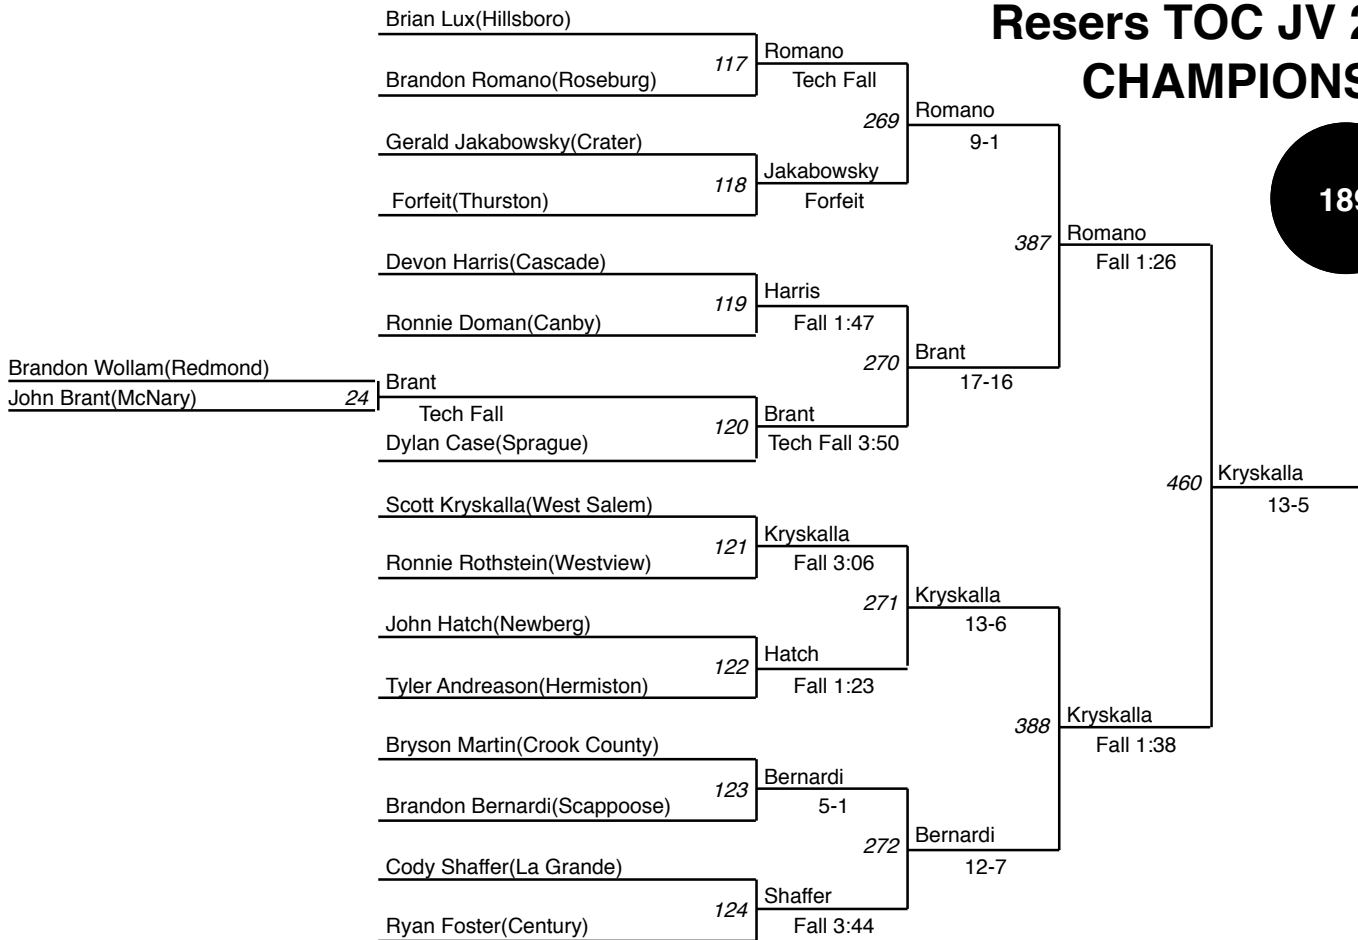 Resers TOC JV 2
CHAMPIONS
189
Brian Lux(Hillsboro)
117
Romano
Brandon Romano(Roseburg)
Tech Fall
269
Romano
9-1
Gerald Jakabowsky(Crater)
118
Jakabowsky
Forfeit(Thurston)
Forfeit
387
Romano
Fall 1:26
Devon Harris(Cascade)
119
Harris
Ronnie Doman(Canby)
Fall 1:47
270
Brant
17-16
Brandon Wollam(Redmond)
John Brant(McNary)
24
Brant
Tech Fall
120
Brant
Dylan Case(Sprague)
Tech Fall 3:50
460
Kryskalla
13-5
Scott Kryskalla(West Salem)
121
Kryskalla
Ronnie Rothstein(Westview)
Fall 3:06
271
Kryskalla
13-6
John Hatch(Newberg)
122
Hatch
Tyler Andreason(Hermiston)
Fall 1:23
388
Kryskalla
Fall 1:38
Bryson Martin(Crook County)
123
Bernardi
Brandon Bernardi(Scappoose)
5-1
272
Bernardi
12-7
Cody Shaffer(La Grande)
124
Shaffer
Ryan Foster(Century)
Fall 3:44